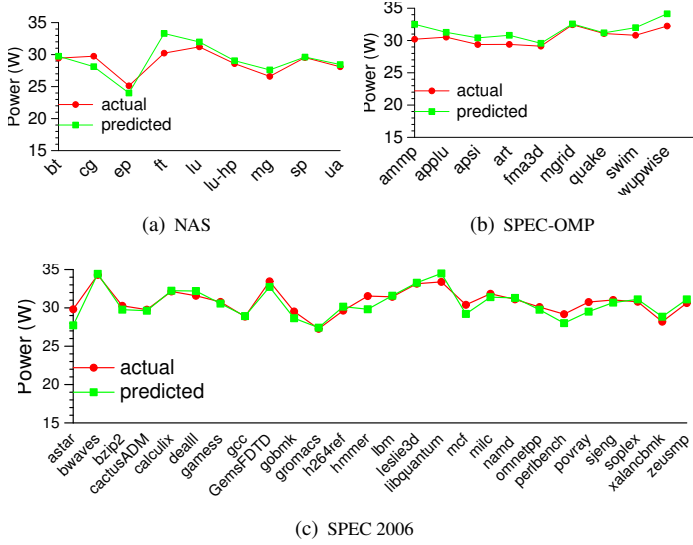 35
30
25
20
15
Power (W)
actual
predicted
bt
cg
ep
ft
lu
lu-hp
mg
sp
ua
(a) NAS
35
30
25
20
15
Power (W)
actual
predicted
ammp
applu
apsi
art
fma3d
mgrid
quake
swim
wupwise
(b) SPEC-OMP
35
30
25
20
15
Power (W)
actual
predicted
astar
bwaves
bzip2
cactusADM
calculix
dealII
gamess
gcc
GemsFDTD
gobmk
gromacs
h264ref
hmmer
lbm
leslie3d
libquantum
mcf
milc
namd
omnetpp
perlbench
povray
sjeng
soplex
xalancbmk
zeusmp
(c) SPEC 2006